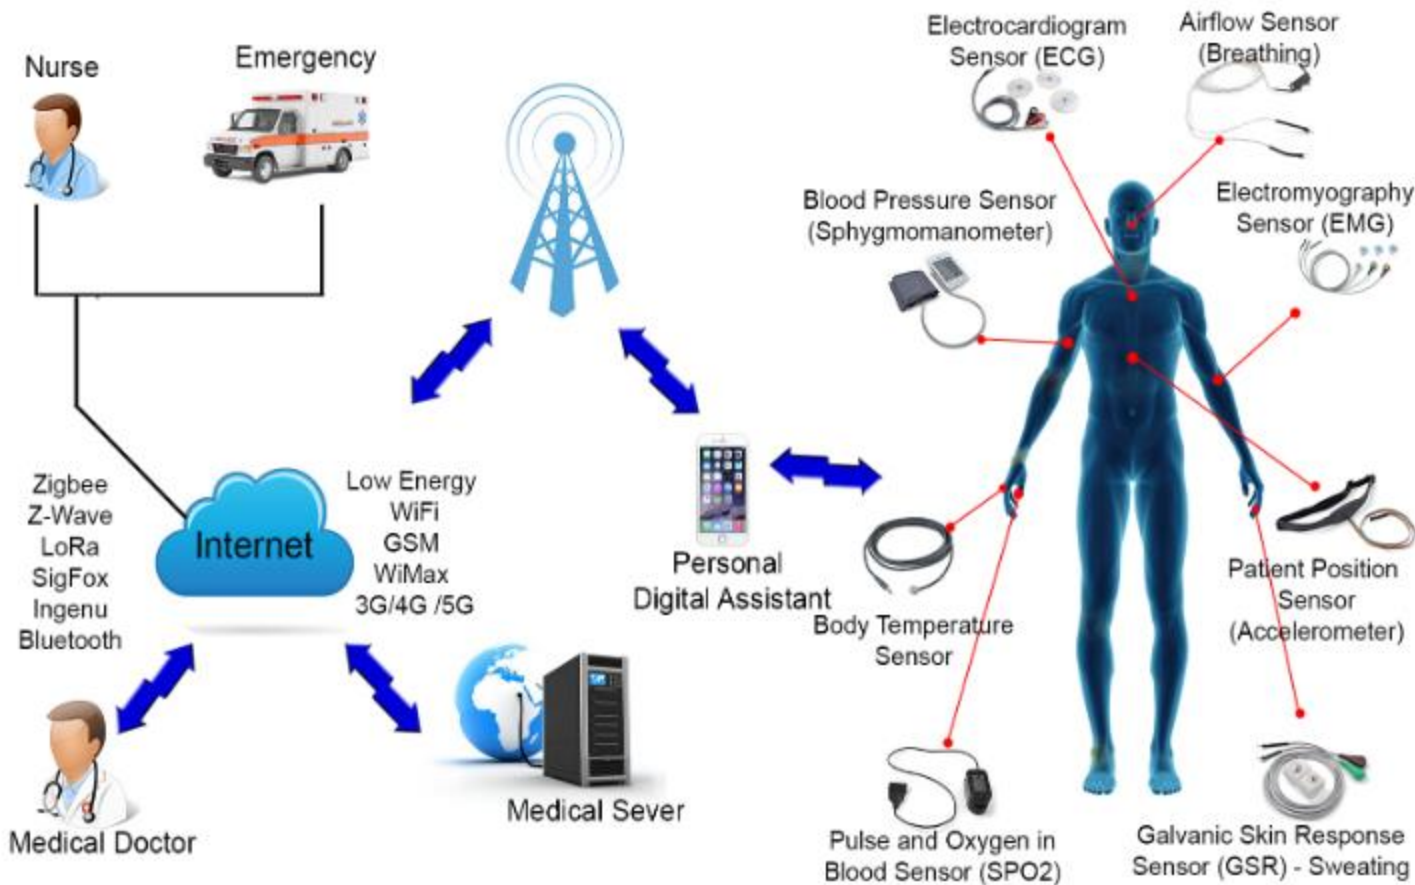 Nurse
Emergency
Electrocardiogram
Sensor (ECG)
Airflow Sensor
(Breathing)
Blood Pressure Sensor
(Sphygmomanometer)
Electromyography
Sensor (EMG)
Zigbee
Z-Wave
LoRa
SigFox
Ingenu
Bluetooth
Internet
Low Energy
WiFi
GSM
WiMax
3G/4G /5G
Personal
Digital Assistant
Body Temperature
Sensor
Patient Position
Sensor
(Accelerometer)
Medical Doctor
Medical Sever
Pulse and Oxygen in
Blood Sensor (SPO2)
Galvanic Skin Response
Sensor (GSR) - Sweating